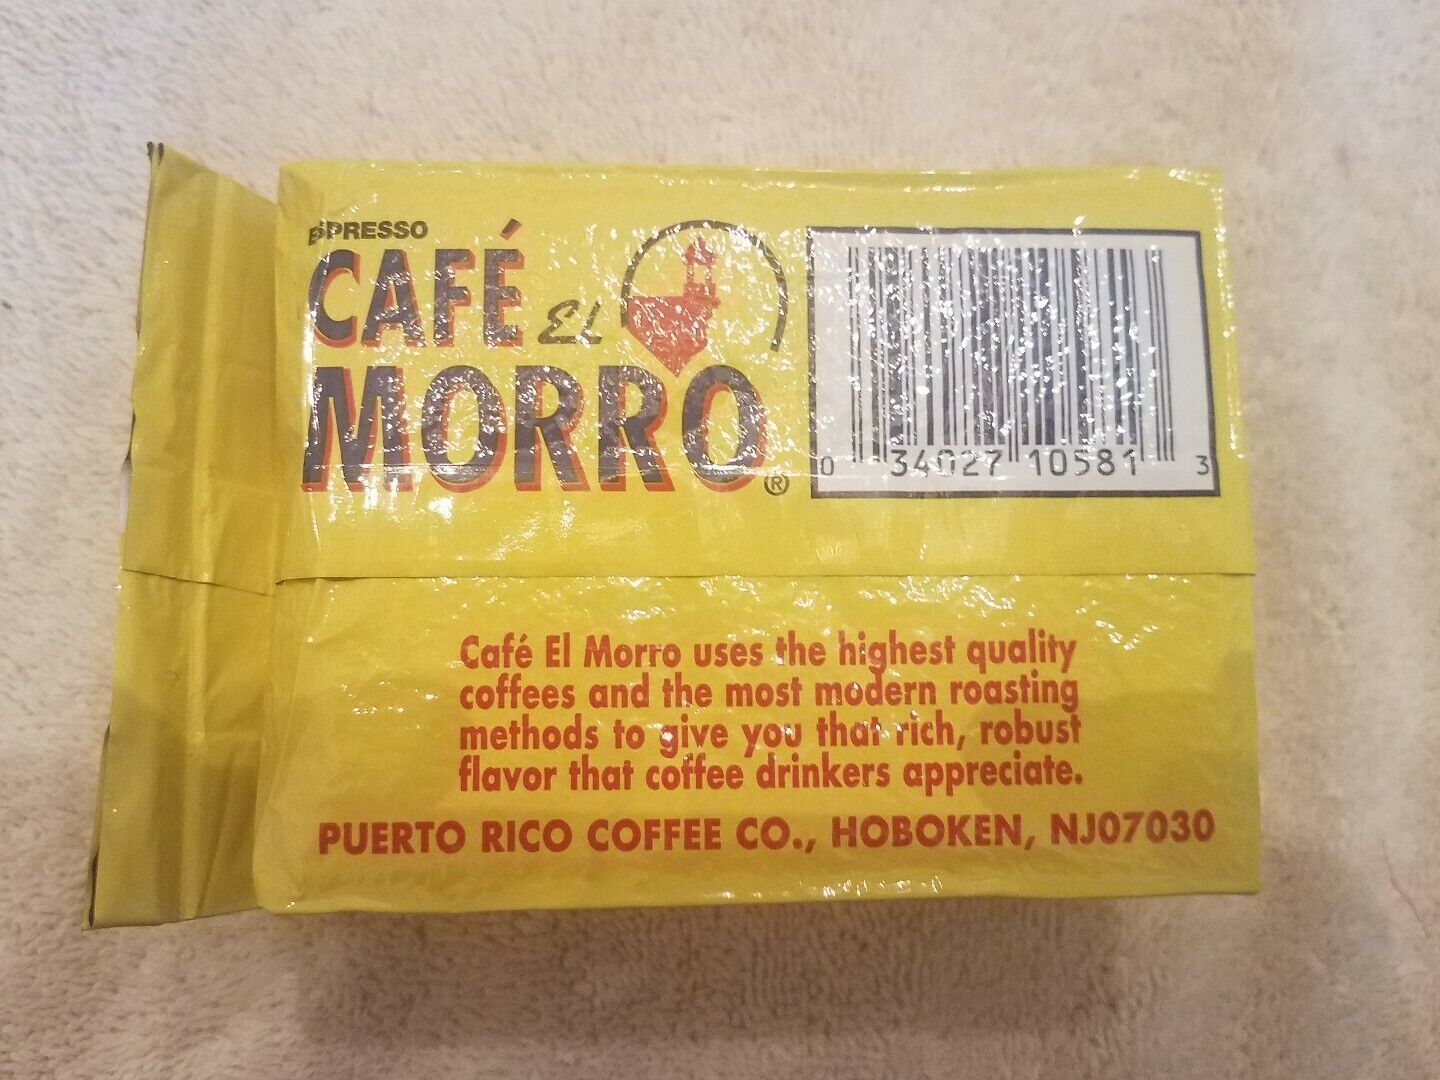 ESPRESSO
CAFÉ EL
MORRO®
0 34027 10581 3
Café El Morro uses the highest quality
coffees and the most modern roasting
methods to give you that rich, robust
flavor that coffee drinkers appreciate.
PUERTO RICO COFFEE CO., HOBOKEN, NJ07030